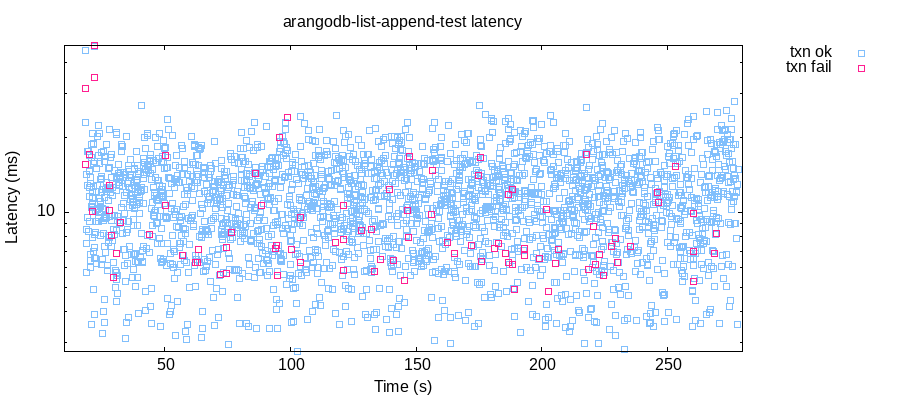 arangodb-list-append-test latency
txn ok
txn fail
Latency (ms)
10
50
100
150
200
250
Time (s)